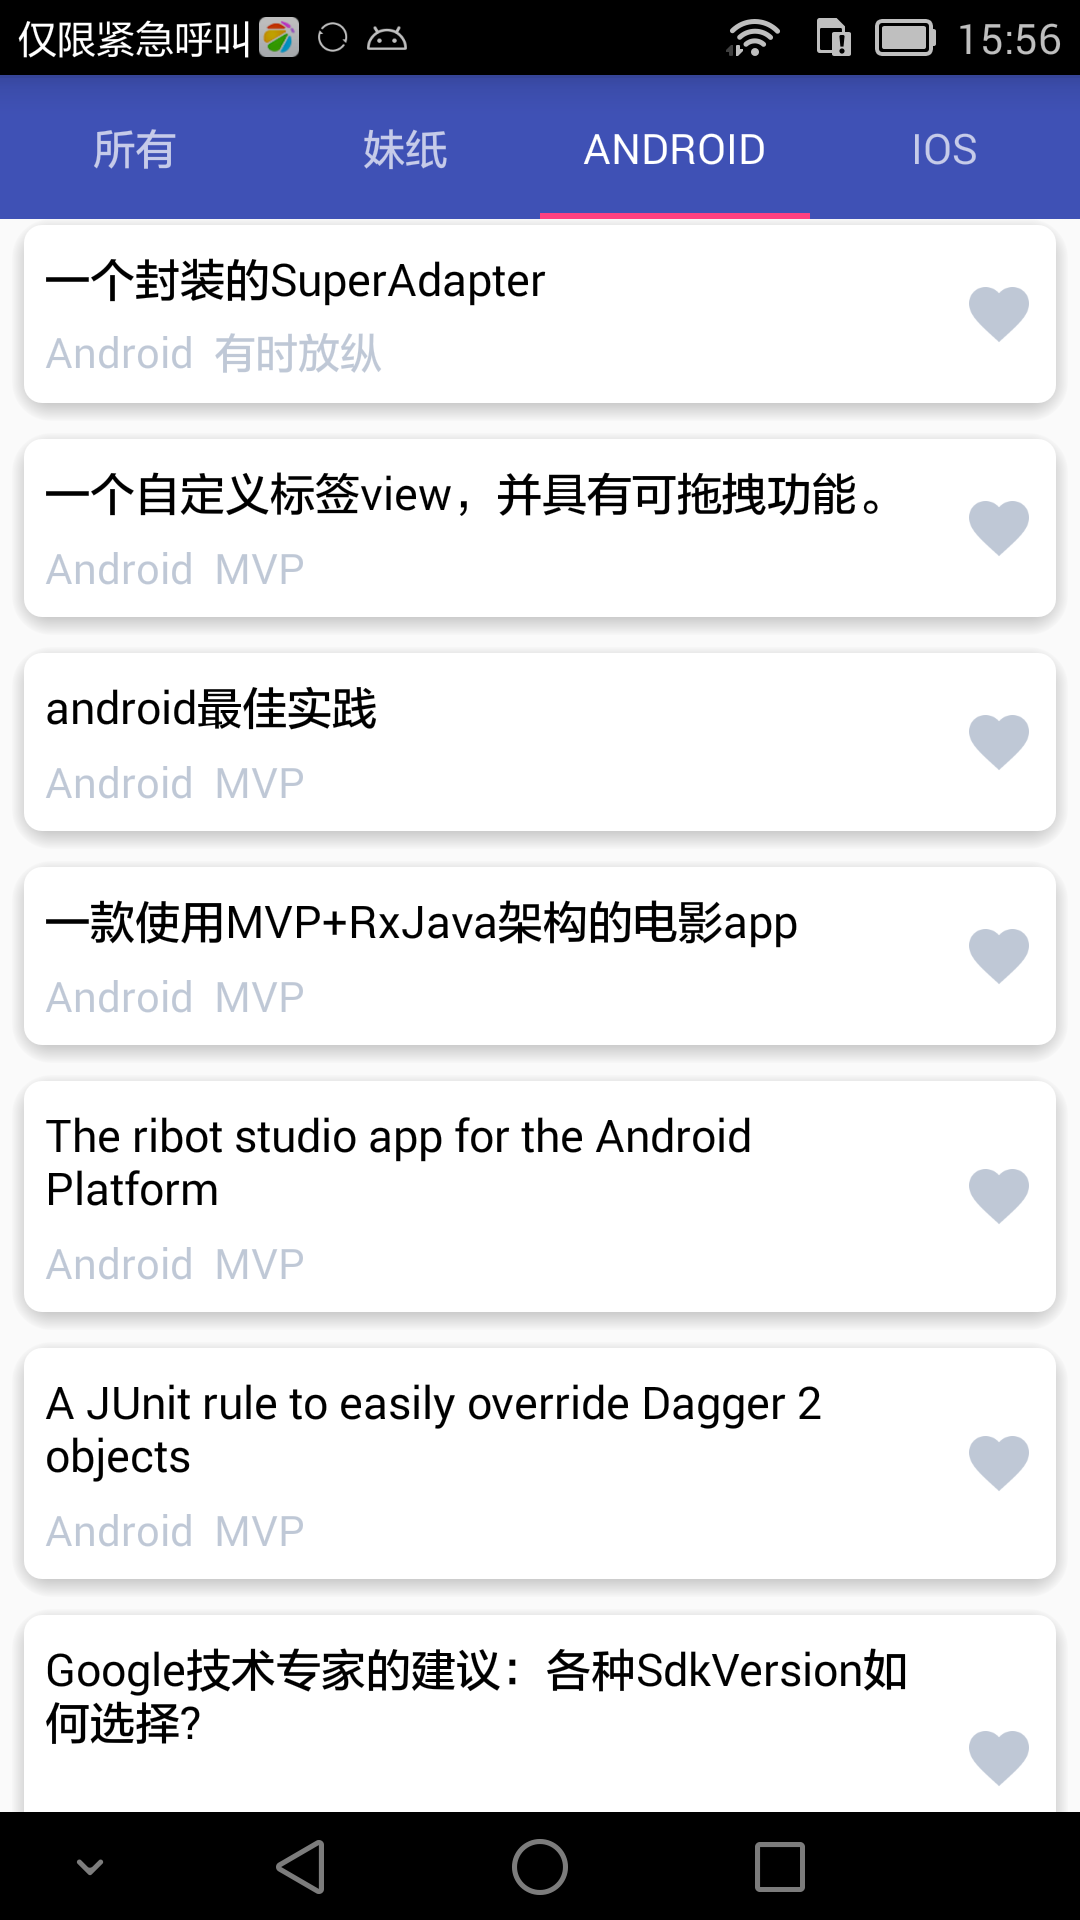 仅限紧急呼叫 15:56
所有 妹纸 ANDROID IOS
一个封装的SuperAdapter
Android 有时放纵
一个自定义标签view，并具有可拖拽功能。
Android MVP
android最佳实践
Android MVP
一款使用MVP+RxJava架构的电影app
Android MVP
The ribot studio app for the Android
Platform
Android MVP
A JUnit rule to easily override Dagger 2
objects
Android MVP
Google技术专家的建议：各种SdkVersion如
何选择?